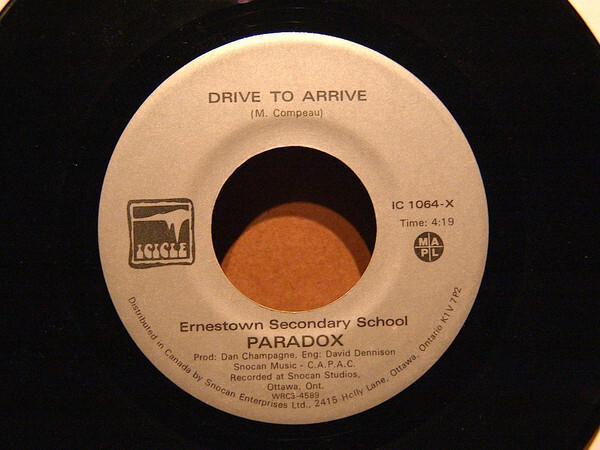 DRIVE TO ARRIVE
(M. Compeau)
ICICLE
IC 1064-X
Time: 4:19
M A
P L
Ernestown Secondary School
PARADOX
Prod: Dan Champagne, Eng: David Dennison
Snocan Music - C.A.P.A.C.
Recorded at Snocan Studios,
Ottawa, Ont.
WRC3-4589
Distributed in Canada by Snocan Enterprises Ltd., 2415 Holly Lane, Ottawa, Ontario K1V 7P2